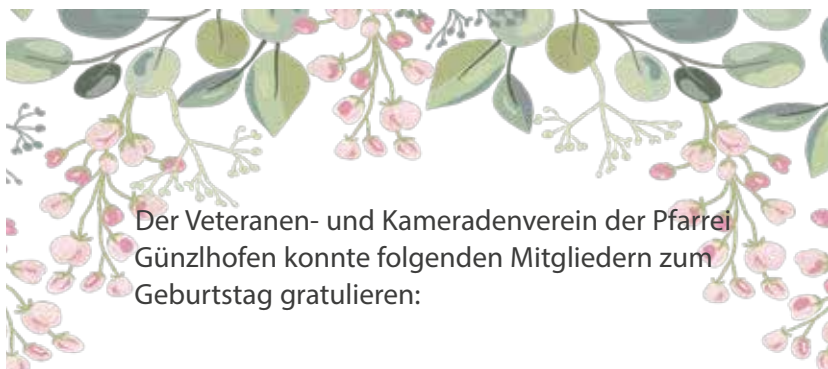 Der Veteranen- und Kameradenverein der Pfarrei
Günzlhofen konnte folgenden Mitgliedern zum
Geburtstag gratulieren: